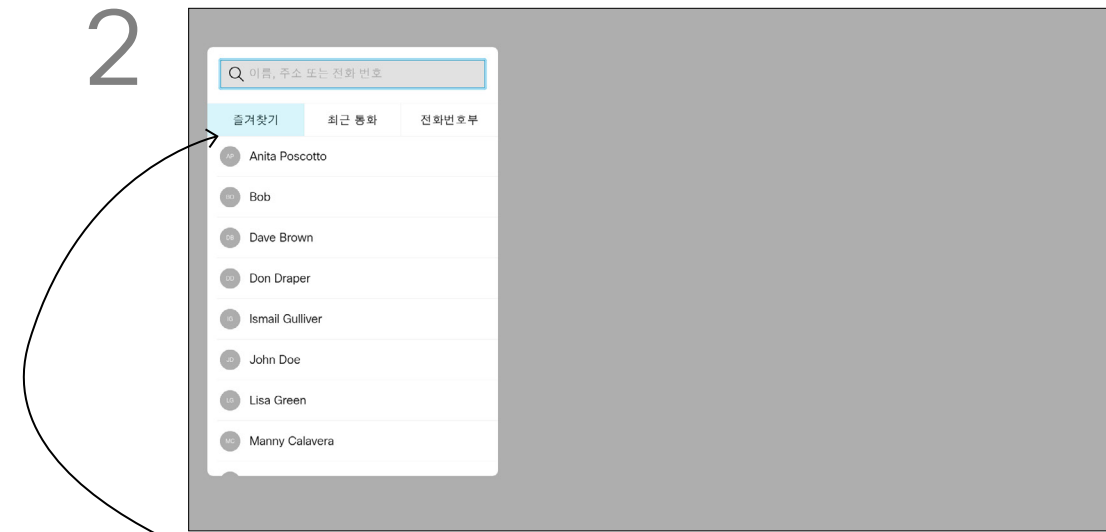 2
이름, 주소 또는 전화 번호
즐겨찾기 최근 통화 전화번호부
AP Anita Poscotto
Bob
DB Dave Brown
DD Don Draper
IG Ismail Gulliver
JD John Doe
LG Lisa Green
MC Manny Calavera